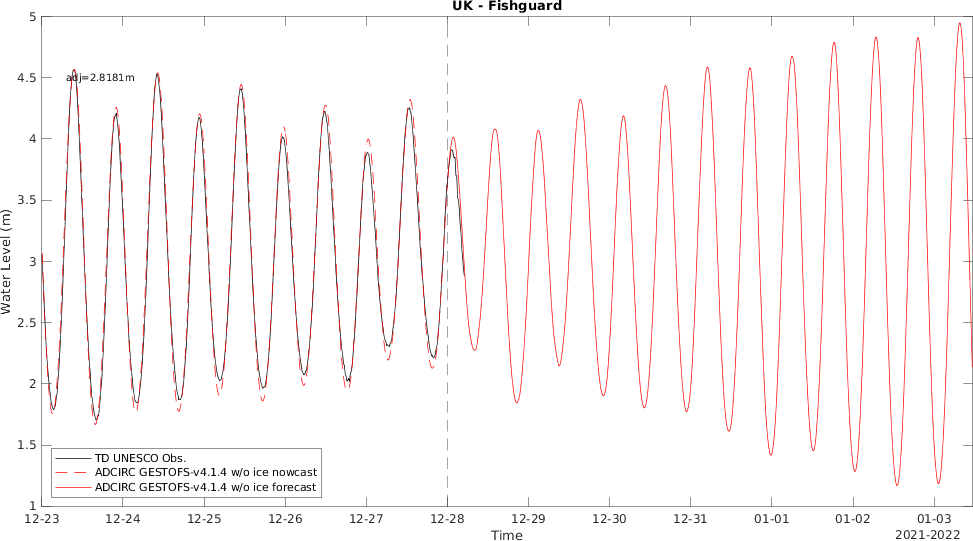 UK - Fishguard
adj=2.8181m
Water Level (m)
5
4.5
4
3.5
3
2.5
2
1.5
1
TD UNESCO Obs.
ADCIRC GESTOFS-v4.1.4 w/o ice nowcast
ADCIRC GESTOFS-v4.1.4 w/o ice forecast
12-23 12-24 12-25 12-26 12-27 12-28 12-29 12-30 12-31 01-01 01-02 01-03
Time
2021-2022